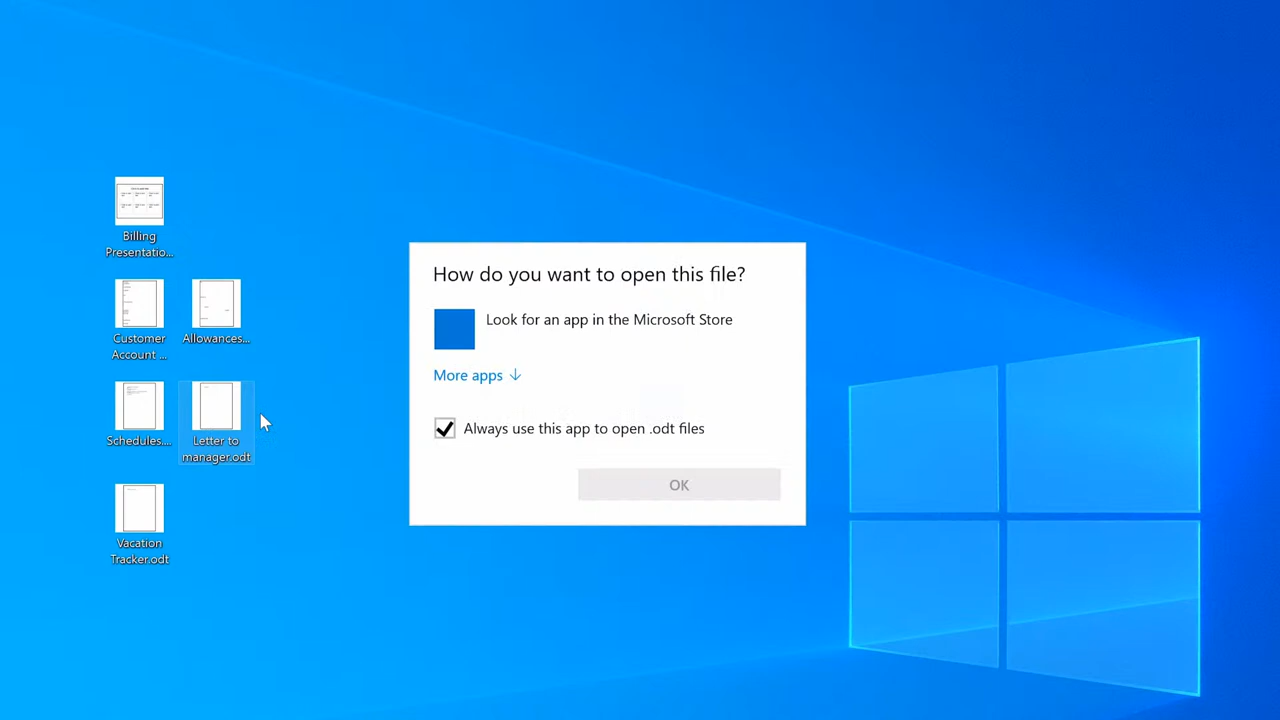 Billing
Presentatio...
Customer
Account ...
Allowances...
Schedules....
Letter to
manager.odt
Vacation
Tracker.odt
How do you want to open this file?
Look for an app in the Microsoft Store
More apps ↓
Always use this app to open .odt files
OK